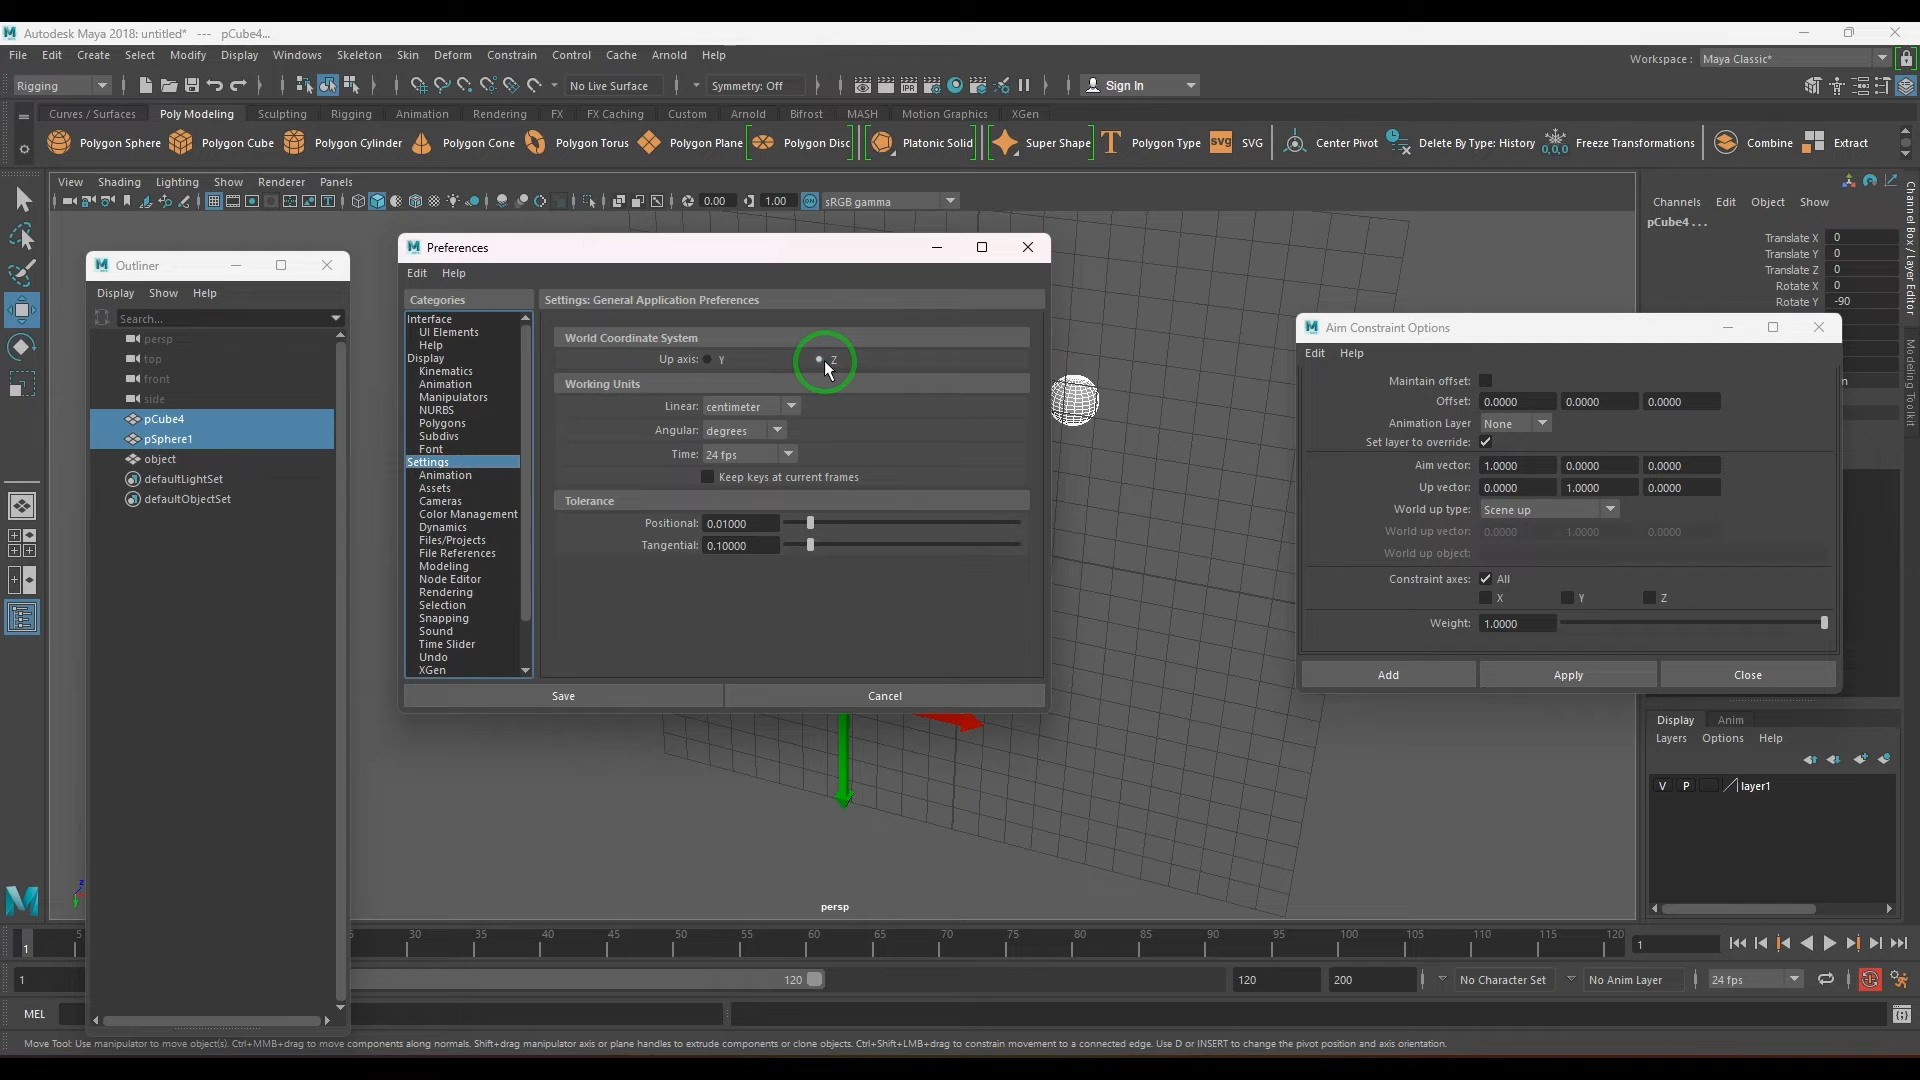 Autodesk Maya 2018: untitled* --- pCube4...
File Edit Create Select Modify Display Windows Skeleton Skin Deform Constrain Control Cache Arnold Help
Workspace : Maya Classic*
Rigging No Live Surface Symmetry: Off Sign In
Curves / Surfaces Poly Modeling Sculpting Rigging Animation Rendering FX FX Caching Custom Arnold Bifrost MASH Motion Graphics XGen
Polygon Sphere Polygon Cube Polygon Cylinder Polygon Cone Polygon Torus Polygon Plane Polygon Disc Platonic Solid Super Shape Polygon Type SVG SVG Center Pivot Delete By Type: History 0,0,0 Freeze Transformations Combine Extract
View Shading Lighting Show Renderer Panels
0.00 1.00 ON sRGB gamma
Channels Edit Object Show
pCube4 ...
Translate X 0
Translate Y 0
Translate Z 0
Rotate X 0
Rotate Y -90
Channel Box / Layer Editor
Modeling Toolkit
Outliner
Display Show Help
Search...
persp
top
front
side
pCube4
pSphere1
object
defaultLightSet
defaultObjectSet
Preferences
Edit Help
Categories
Interface
UI Elements
Help
Display
Kinematics
Animation
Manipulators
NURBS
Polygons
Subdivs
Font
Settings
Animation
Assets
Cameras
Color Management
Dynamics
Files/Projects
File References
Modeling
Node Editor
Rendering
Selection
Snapping
Sound
Time Slider
Undo
XGen
Settings: General Application Preferences
World Coordinate System
Up axis: Y Z
Working Units
Linear: centimeter
Angular: degrees
Time: 24 fps
Keep keys at current frames
Tolerance
Positional: 0.01000
Tangential: 0.10000
Save Cancel
Aim Constraint Options
Edit Help
Maintain offset:
Offset: 0.0000 0.0000 0.0000
Animation Layer None
Set layer to override:
Aim vector: 1.0000 0.0000 0.0000
Up vector: 0.0000 1.0000 0.0000
World up type: Scene up
World up vector: 0.0000 1.0000 0.0000
World up object:
Constraint axes: All
X Y Z
Weight: 1.0000
Add Apply Close
Display Anim
Layers Options Help
V P layer1
z
persp
1 5 30 35 40 45 50 55 60 65 70 75 80 85 90 95 100 105 110 115 120 1
1 120 120 200 No Character Set No Anim Layer 24 fps
MEL
Move Tool: Use manipulator to move object(s). Ctrl+MMB+drag to move components along normals. Shift+drag manipulator axis or plane handles to extrude components or clone objects. Ctrl+Shift+LMB+drag to constrain movement to a connected edge. Use D or INSERT to change the pivot position and axis orientation.